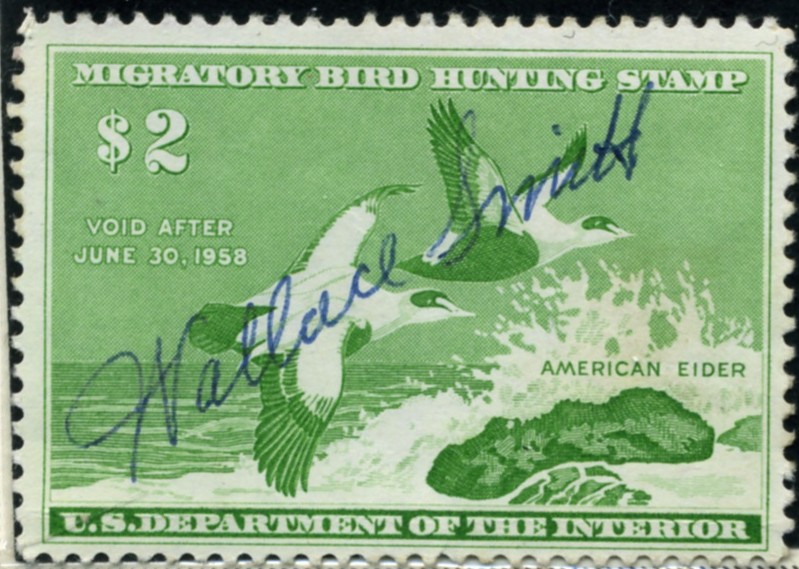 MIGRATORY BIRD HUNTING STAMP
$2
VOID AFTER
JUNE 30, 1958
Wallace Smith
AMERICAN EIDER
U.S. DEPARTMENT OF THE INTERIOR